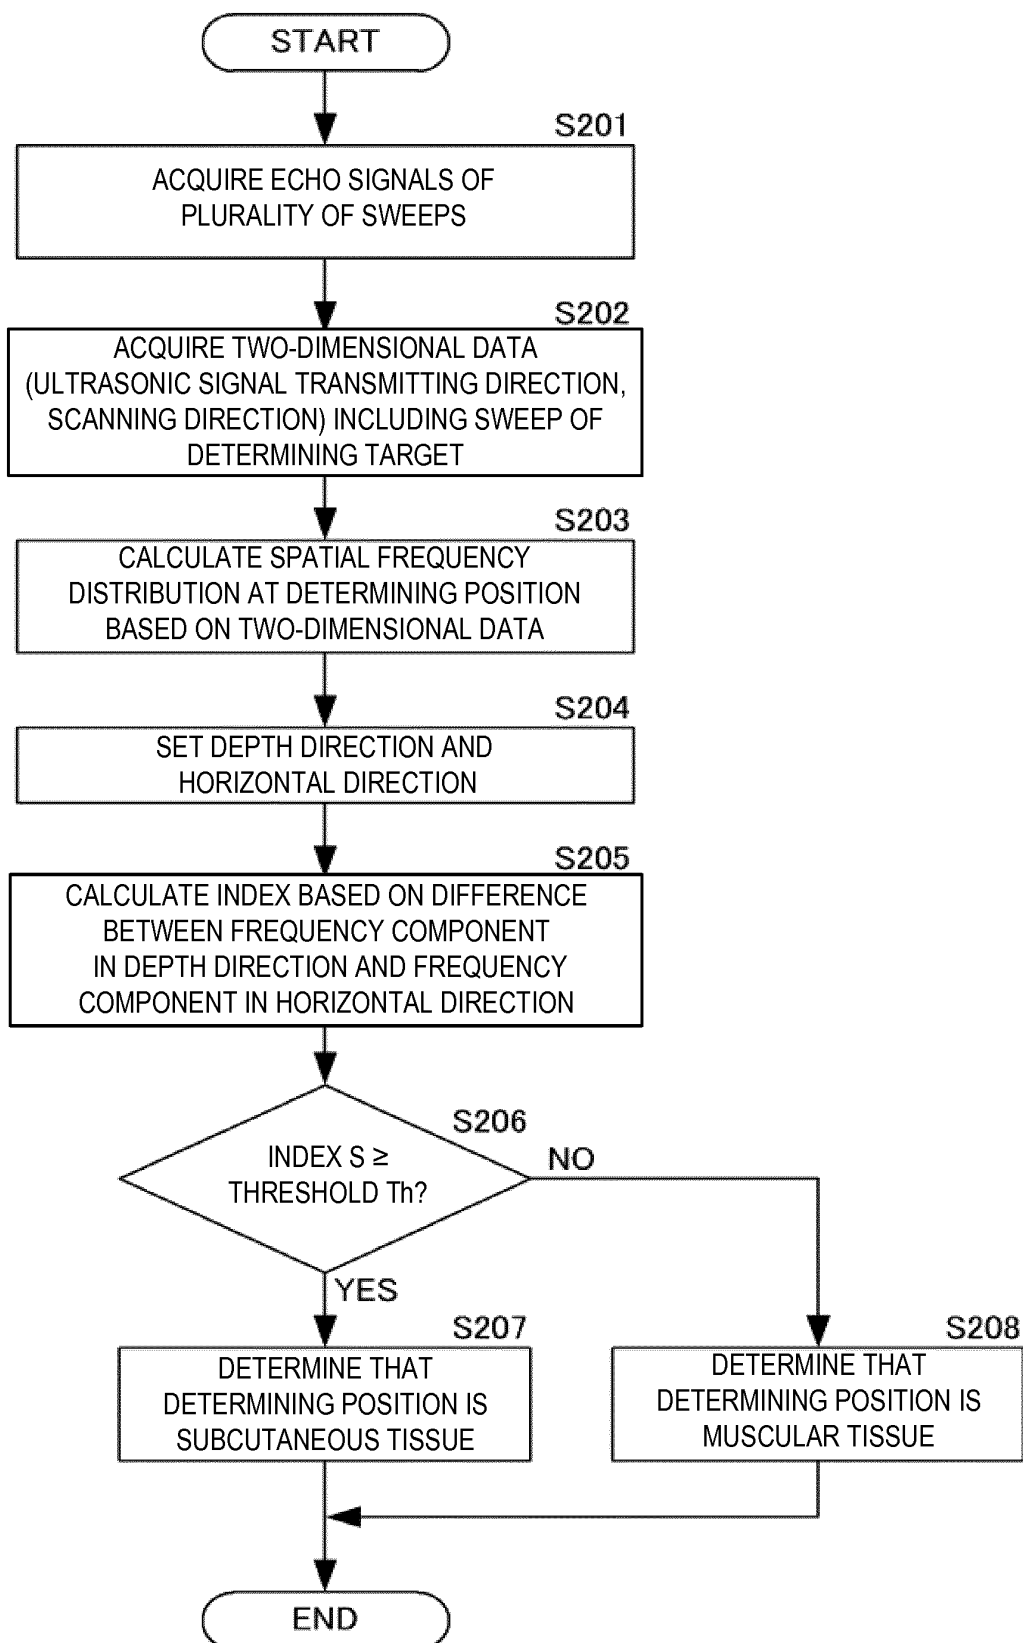 START
S201
ACQUIRE ECHO SIGNALS OF
PLURALITY OF SWEEPS
S202
ACQUIRE TWO-DIMENSIONAL DATA
(ULTRASONIC SIGNAL TRANSMITTING DIRECTION,
SCANNING DIRECTION) INCLUDING SWEEP OF
DETERMINING TARGET
S203
CALCULATE SPATIAL FREQUENCY
DISTRIBUTION AT DETERMINING POSITION
BASED ON TWO-DIMENSIONAL DATA
S204
SET DEPTH DIRECTION AND
HORIZONTAL DIRECTION
S205
CALCULATE INDEX BASED ON DIFFERENCE
BETWEEN FREQUENCY COMPONENT
IN DEPTH DIRECTION AND FREQUENCY
COMPONENT IN HORIZONTAL DIRECTION
S206
INDEX S ≥
THRESHOLD Th?
NO
YES
S207
DETERMINE THAT
DETERMINING POSITION IS
SUBCUTANEOUS TISSUE
S208
DETERMINE THAT
DETERMINING POSITION IS
MUSCULAR TISSUE
END